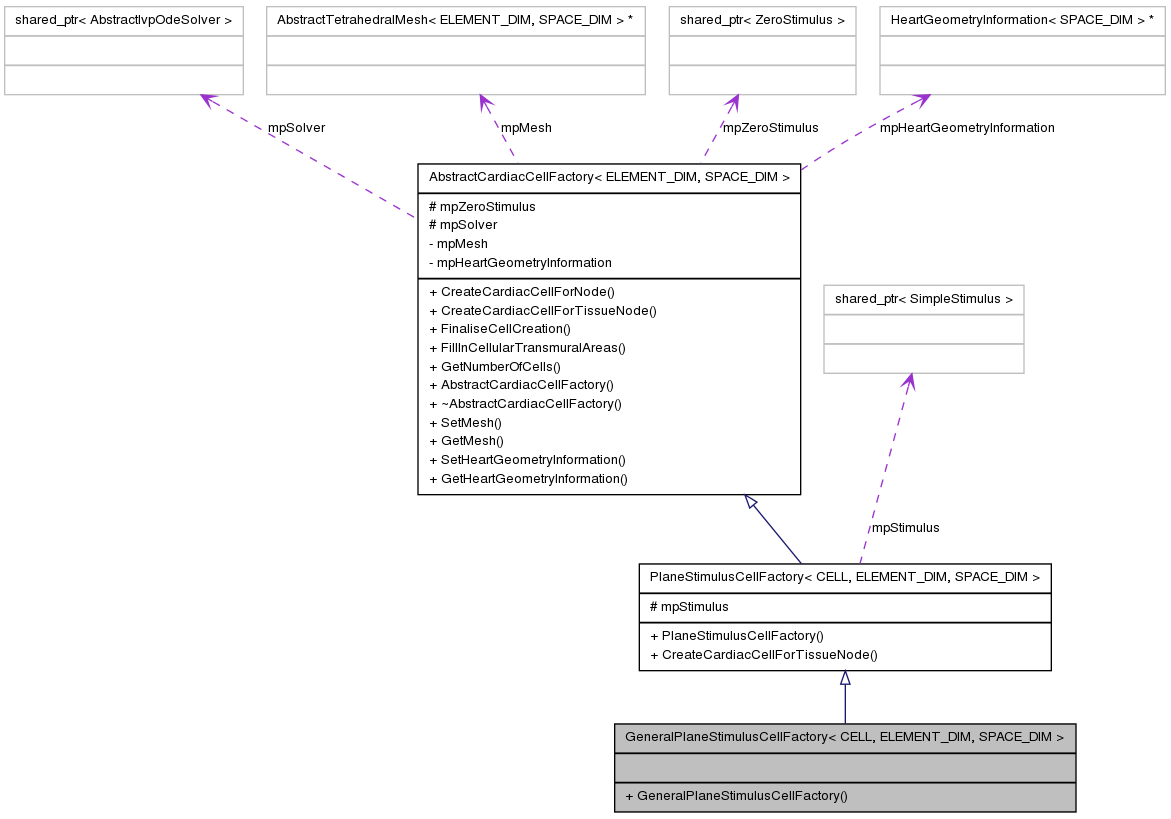 shared_ptr< AbstractIvpOdeSolver >
AbstractTetrahedralMesh< ELEMENT_DIM, SPACE_DIM > *
shared_ptr< ZeroStimulus >
HeartGeometryInformation< SPACE_DIM > *
mpSolver
mpMesh
mpZeroStimulus
mpHeartGeometryInformation
AbstractCardiacCellFactory< ELEMENT_DIM, SPACE_DIM >
# mpZeroStimulus
# mpSolver
- mpMesh
- mpHeartGeometryInformation
+ CreateCardiacCellForNode()
+ CreateCardiacCellForTissueNode()
+ FinaliseCellCreation()
+ FillInCellularTransmuralAreas()
+ GetNumberOfCells()
+ AbstractCardiacCellFactory()
+ ~AbstractCardiacCellFactory()
+ SetMesh()
+ GetMesh()
+ SetHeartGeometryInformation()
+ GetHeartGeometryInformation()
shared_ptr< SimpleStimulus >
mpStimulus
PlaneStimulusCellFactory< CELL, ELEMENT_DIM, SPACE_DIM >
# mpStimulus
+ PlaneStimulusCellFactory()
+ CreateCardiacCellForTissueNode()
GeneralPlaneStimulusCellFactory< CELL, ELEMENT_DIM, SPACE_DIM >
+ GeneralPlaneStimulusCellFactory()